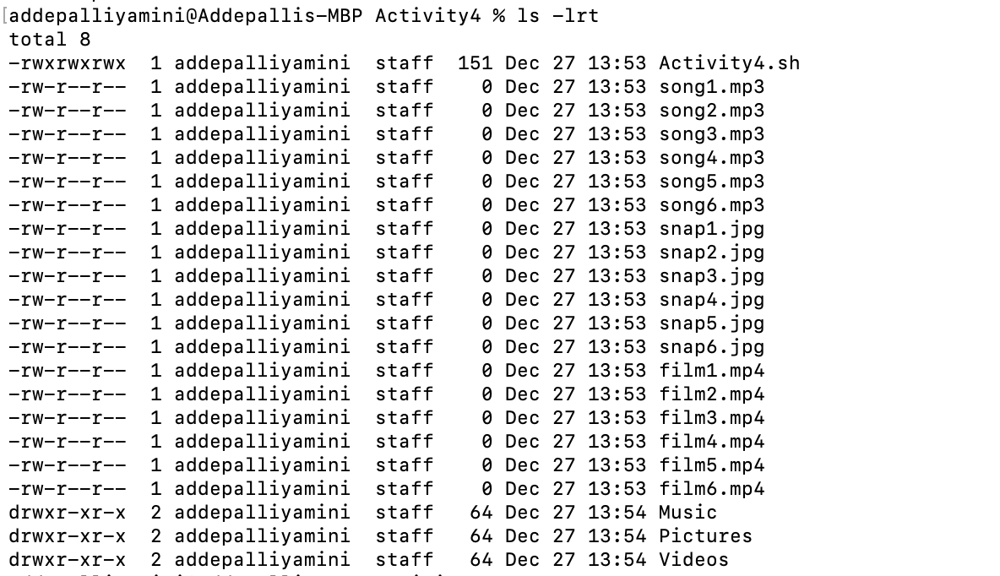 [addepalliyamini@Addepallis-MBP Activity4 % ls -lrt
total 8
-rwxrwxrwx  1 addepalliyamini  staff  151 Dec 27 13:53 Activity4.sh
-rw-r--r--  1 addepalliyamini  staff    0 Dec 27 13:53 song1.mp3
-rw-r--r--  1 addepalliyamini  staff    0 Dec 27 13:53 song2.mp3
-rw-r--r--  1 addepalliyamini  staff    0 Dec 27 13:53 song3.mp3
-rw-r--r--  1 addepalliyamini  staff    0 Dec 27 13:53 song4.mp3
-rw-r--r--  1 addepalliyamini  staff    0 Dec 27 13:53 song5.mp3
-rw-r--r--  1 addepalliyamini  staff    0 Dec 27 13:53 song6.mp3
-rw-r--r--  1 addepalliyamini  staff    0 Dec 27 13:53 snap1.jpg
-rw-r--r--  1 addepalliyamini  staff    0 Dec 27 13:53 snap2.jpg
-rw-r--r--  1 addepalliyamini  staff    0 Dec 27 13:53 snap3.jpg
-rw-r--r--  1 addepalliyamini  staff    0 Dec 27 13:53 snap4.jpg
-rw-r--r--  1 addepalliyamini  staff    0 Dec 27 13:53 snap5.jpg
-rw-r--r--  1 addepalliyamini  staff    0 Dec 27 13:53 snap6.jpg
-rw-r--r--  1 addepalliyamini  staff    0 Dec 27 13:53 film1.mp4
-rw-r--r--  1 addepalliyamini  staff    0 Dec 27 13:53 film2.mp4
-rw-r--r--  1 addepalliyamini  staff    0 Dec 27 13:53 film3.mp4
-rw-r--r--  1 addepalliyamini  staff    0 Dec 27 13:53 film4.mp4
-rw-r--r--  1 addepalliyamini  staff    0 Dec 27 13:53 film5.mp4
-rw-r--r--  1 addepalliyamini  staff    0 Dec 27 13:53 film6.mp4
drwxr-xr-x  2 addepalliyamini  staff   64 Dec 27 13:54 Music
drwxr-xr-x  2 addepalliyamini  staff   64 Dec 27 13:54 Pictures
drwxr-xr-x  2 addepalliyamini  staff   64 Dec 27 13:54 Videos